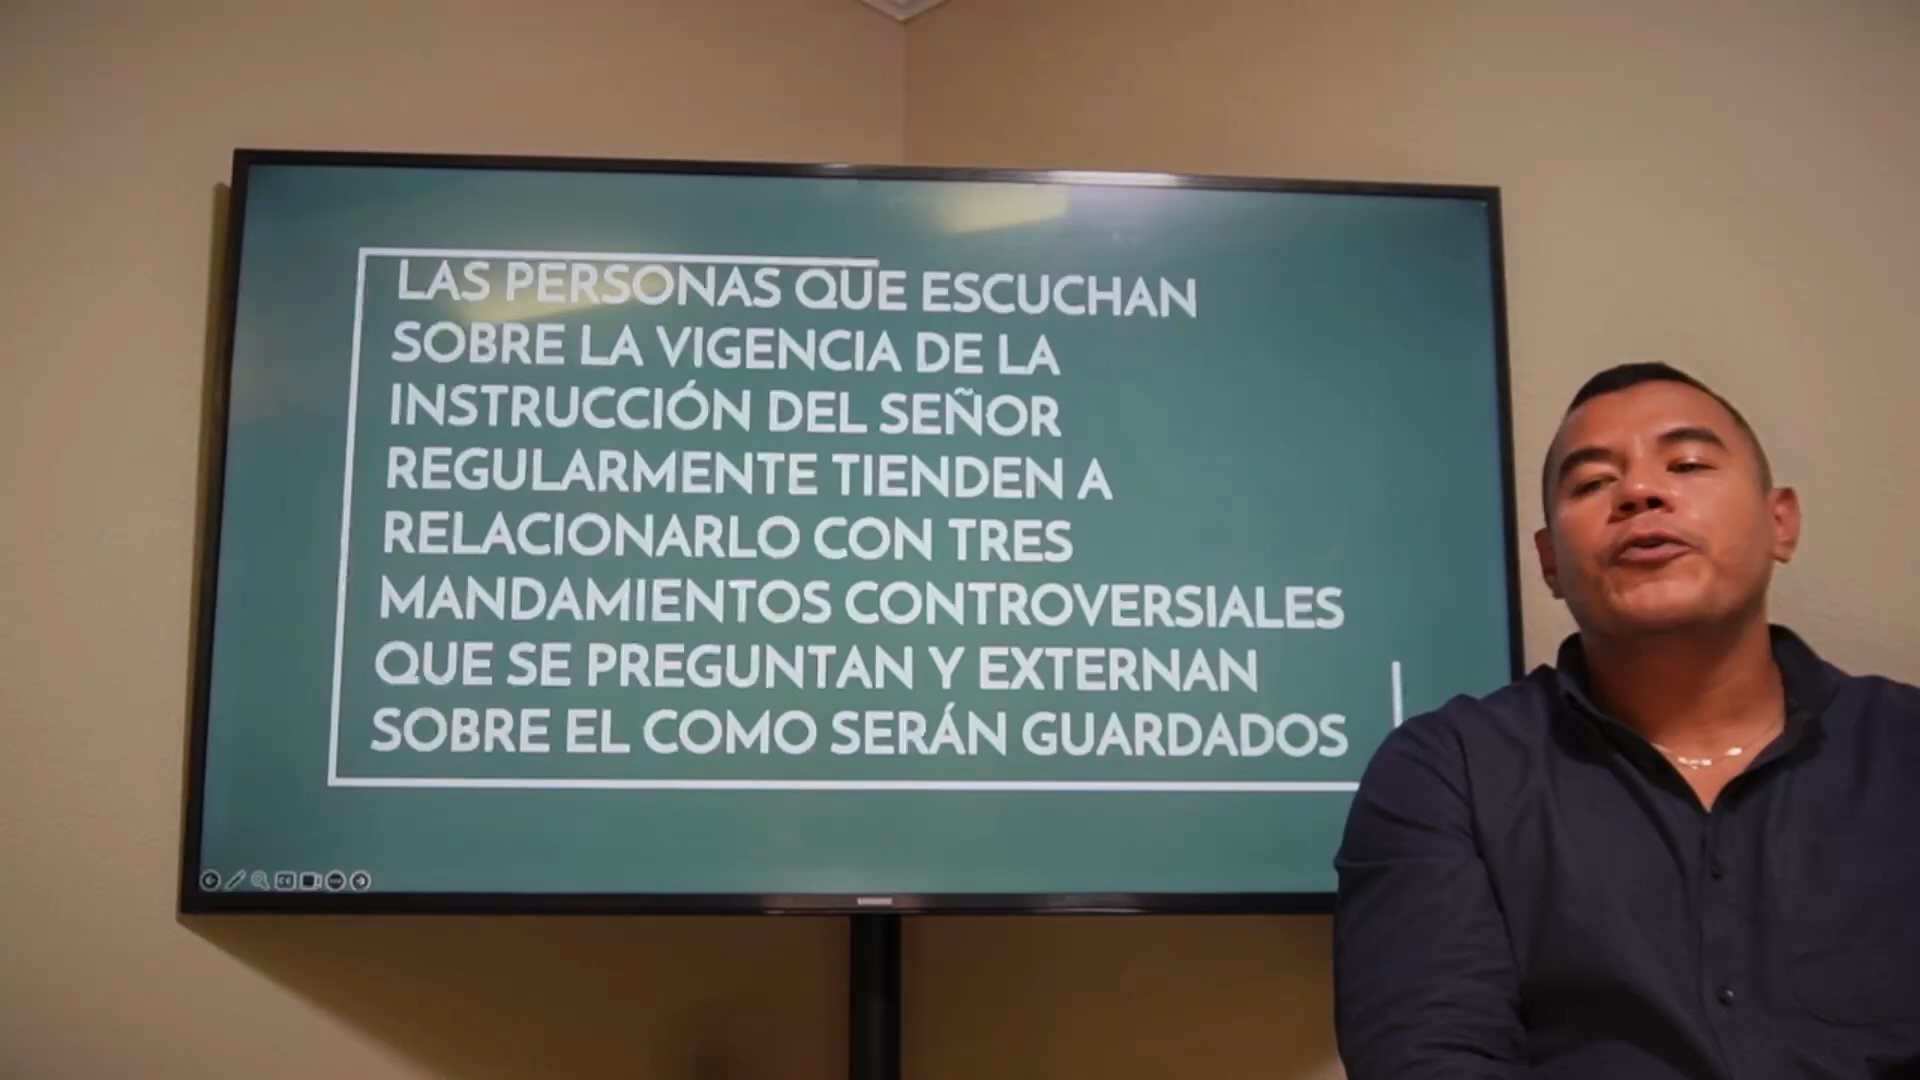 LAS PERSONAS QUE ESCUCHAN
SOBRE LA VIGENCIA DE LA
INSTRUCCIÓN DEL SEÑOR
REGULARMENTE TIENDEN A
RELACIONARLO CON TRES
MANDAMIENTOS CONTROVERSIALES
QUE SE PREGUNTAN Y EXTERNAN
SOBRE EL COMO SERÁN GUARDADOS